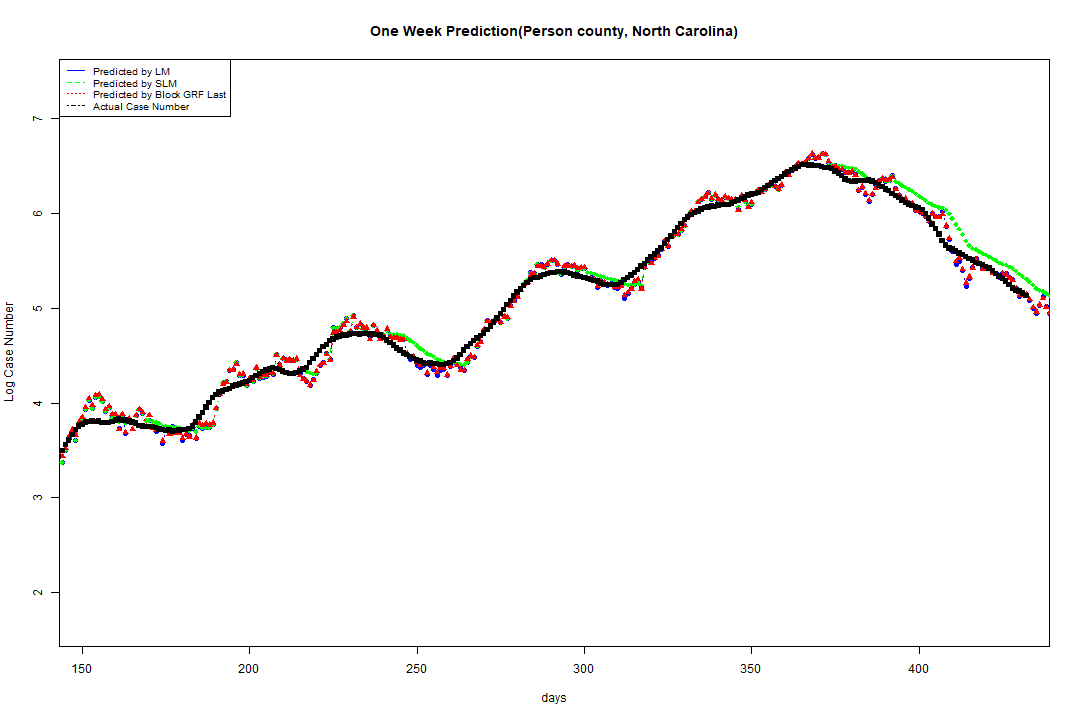 One Week Prediction(Person county, North Carolina)
Predicted by LM
Predicted by SLM
Predicted by Block GRF Last
Actual Case Number
7
6
5
4
3
2
Log Case Number
150 200 250 300 350 400
days